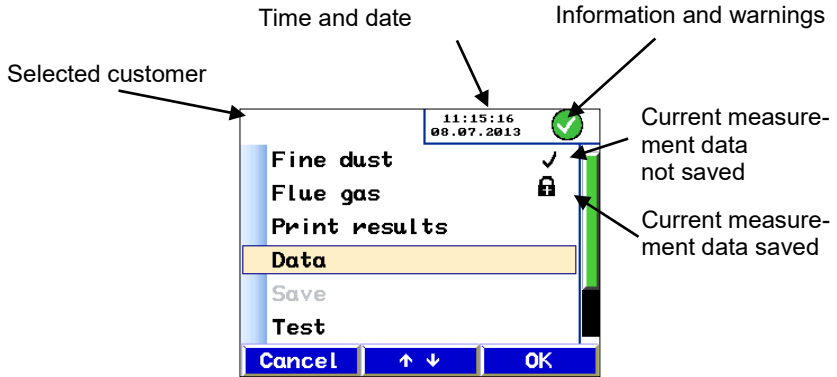 Time and date
Information and warnings
Selected customer
11:15:16
08.07.2013
Current measure-
ment data
not saved
Fine dust
Flue gas
Print results
Current measure-
ment data saved
Data
Save
Test
Cancel
OK